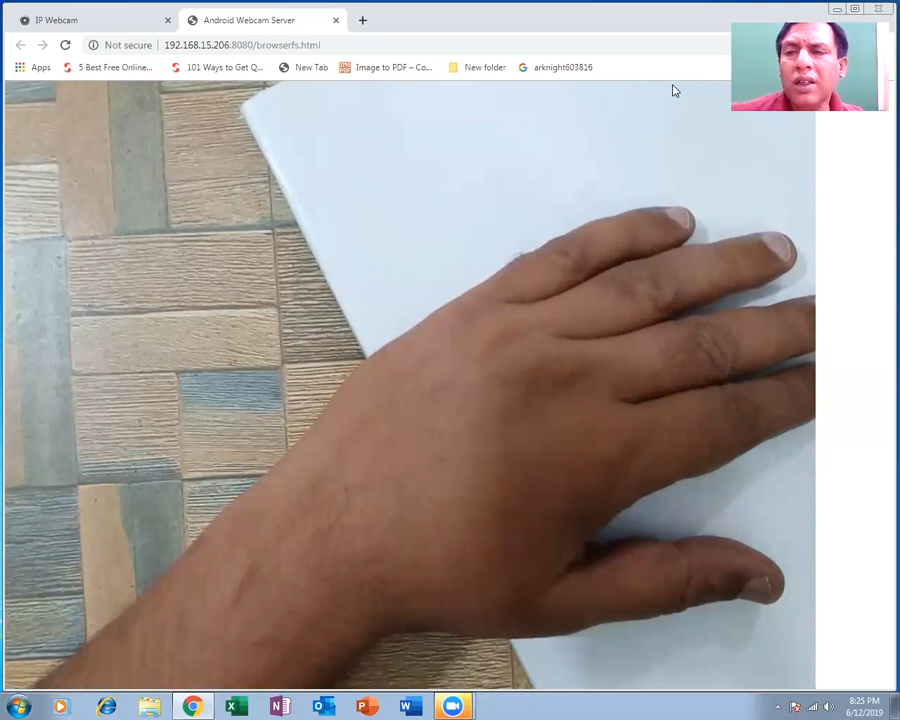 IP Webcam
Android Webcam Server
Not secure
192.168.15.206:8080/browserfs.html
Apps
5 Best Free Online...
101 Ways to Get Q...
New Tab
Image to PDF – Co...
New folder
arknight603816
8:25 PM
6/12/2019